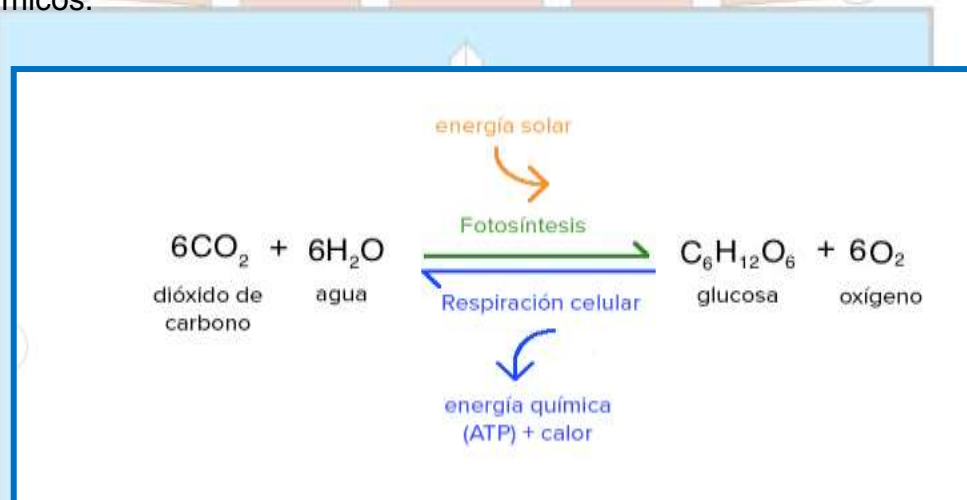 micos.
energía solar
Fotosíntesis
6CO₂ + 6H₂O C₆H₁₂O₆ + 6O₂
dióxido de carbono agua glucosa oxígeno
Respiración celular
energía química
(ATP) + calor